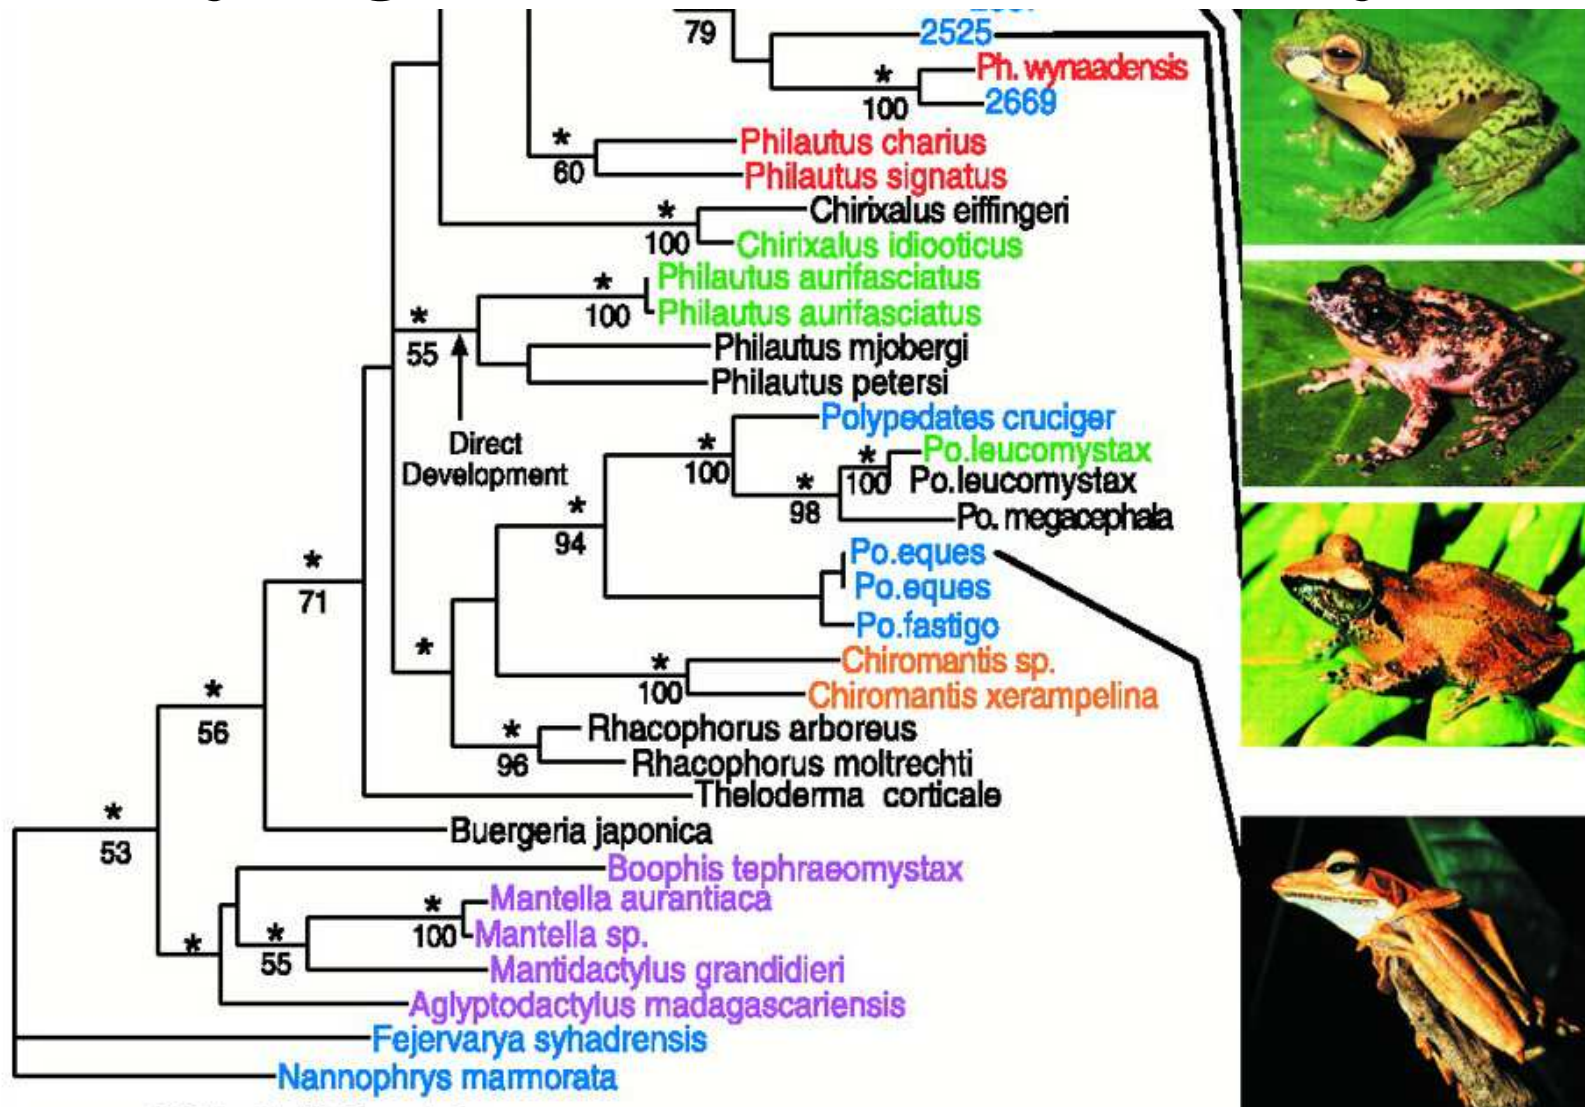 79
2525
Ph. wynaadensis
*
100
2669
*
60
Philautus charius
Philautus signatus
*
100
Chirixalus eiffingeri
Chirixalus idiooticus
*
100
Philautus aurifasciatus
Philautus aurifasciatus
*
55
Philautus mjobergi
Philautus petersi
Direct
Development
Polypedates cruciger
*
100
*
100
Po.leucomystax
Po.leucomystax
*
98
Po. megacephala
*
94
Po.eques
Po.eques
Po.fastigo
*
71
*
*
100
Chiromantis sp.
Chiromantis xerampelina
*
56
*
96
Rhacophorus arboreus
Rhacophorus moltrechti
Theloderma corticale
*
53
Buergeria japonica
Boophis tephraeomystax
*
100
Mantella aurantiaca
Mantella sp.
*
*
55
Mantidactylus grandidieri
Aglyptodactylus madagascariensis
Fejervarya syhadrensis
Nannophrys marmorata